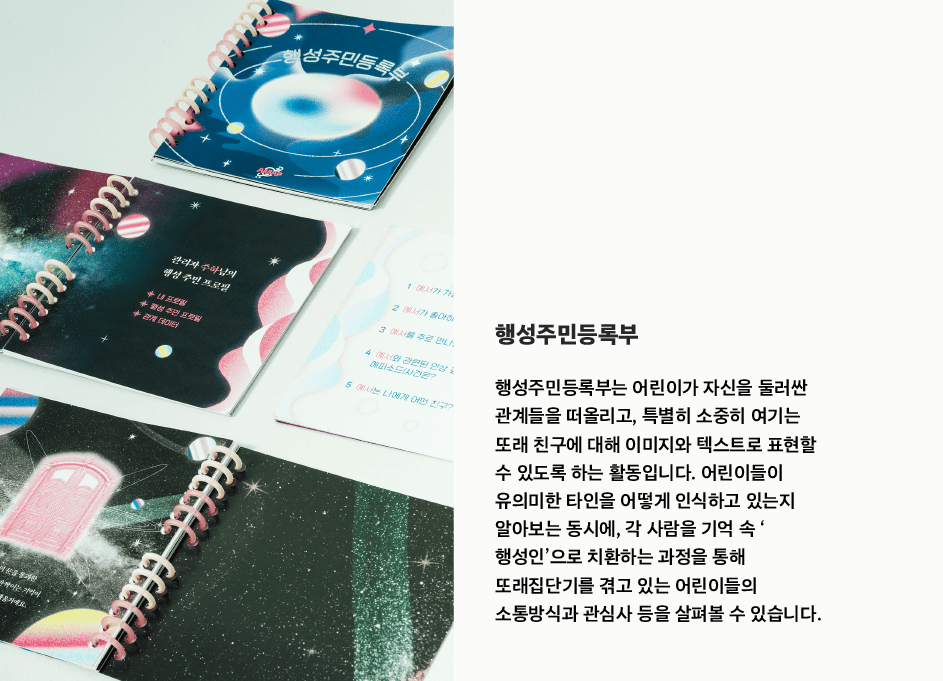 행성주민등록부
관리자 주하님의
행성 주민 프로필
내 프로필
행성 주민 프로필
관계 데이터
1 예서가 가
2 예서가 좋아하
3 예서를 주로 만나
4 예서와 관련된 인상 깊
에피소드/사건은?
5 예서는 나에게 어떤 친구?
행성주민등록부
행성주민등록부는 어린이가 자신을 둘러싼
관계들을 떠올리고, 특별히 소중히 여기는
또래 친구에 대해 이미지와 텍스트로 표현할
수 있도록 하는 활동입니다. 어린이들이
유의미한 타인을 어떻게 인식하고 있는지
알아보는 동시에, 각 사람을 기억 속 ‘
행성인’으로 치환하는 과정을 통해
또래집단기를 겪고 있는 어린이들의
소통방식과 관심사 등을 살펴볼 수 있습니다.